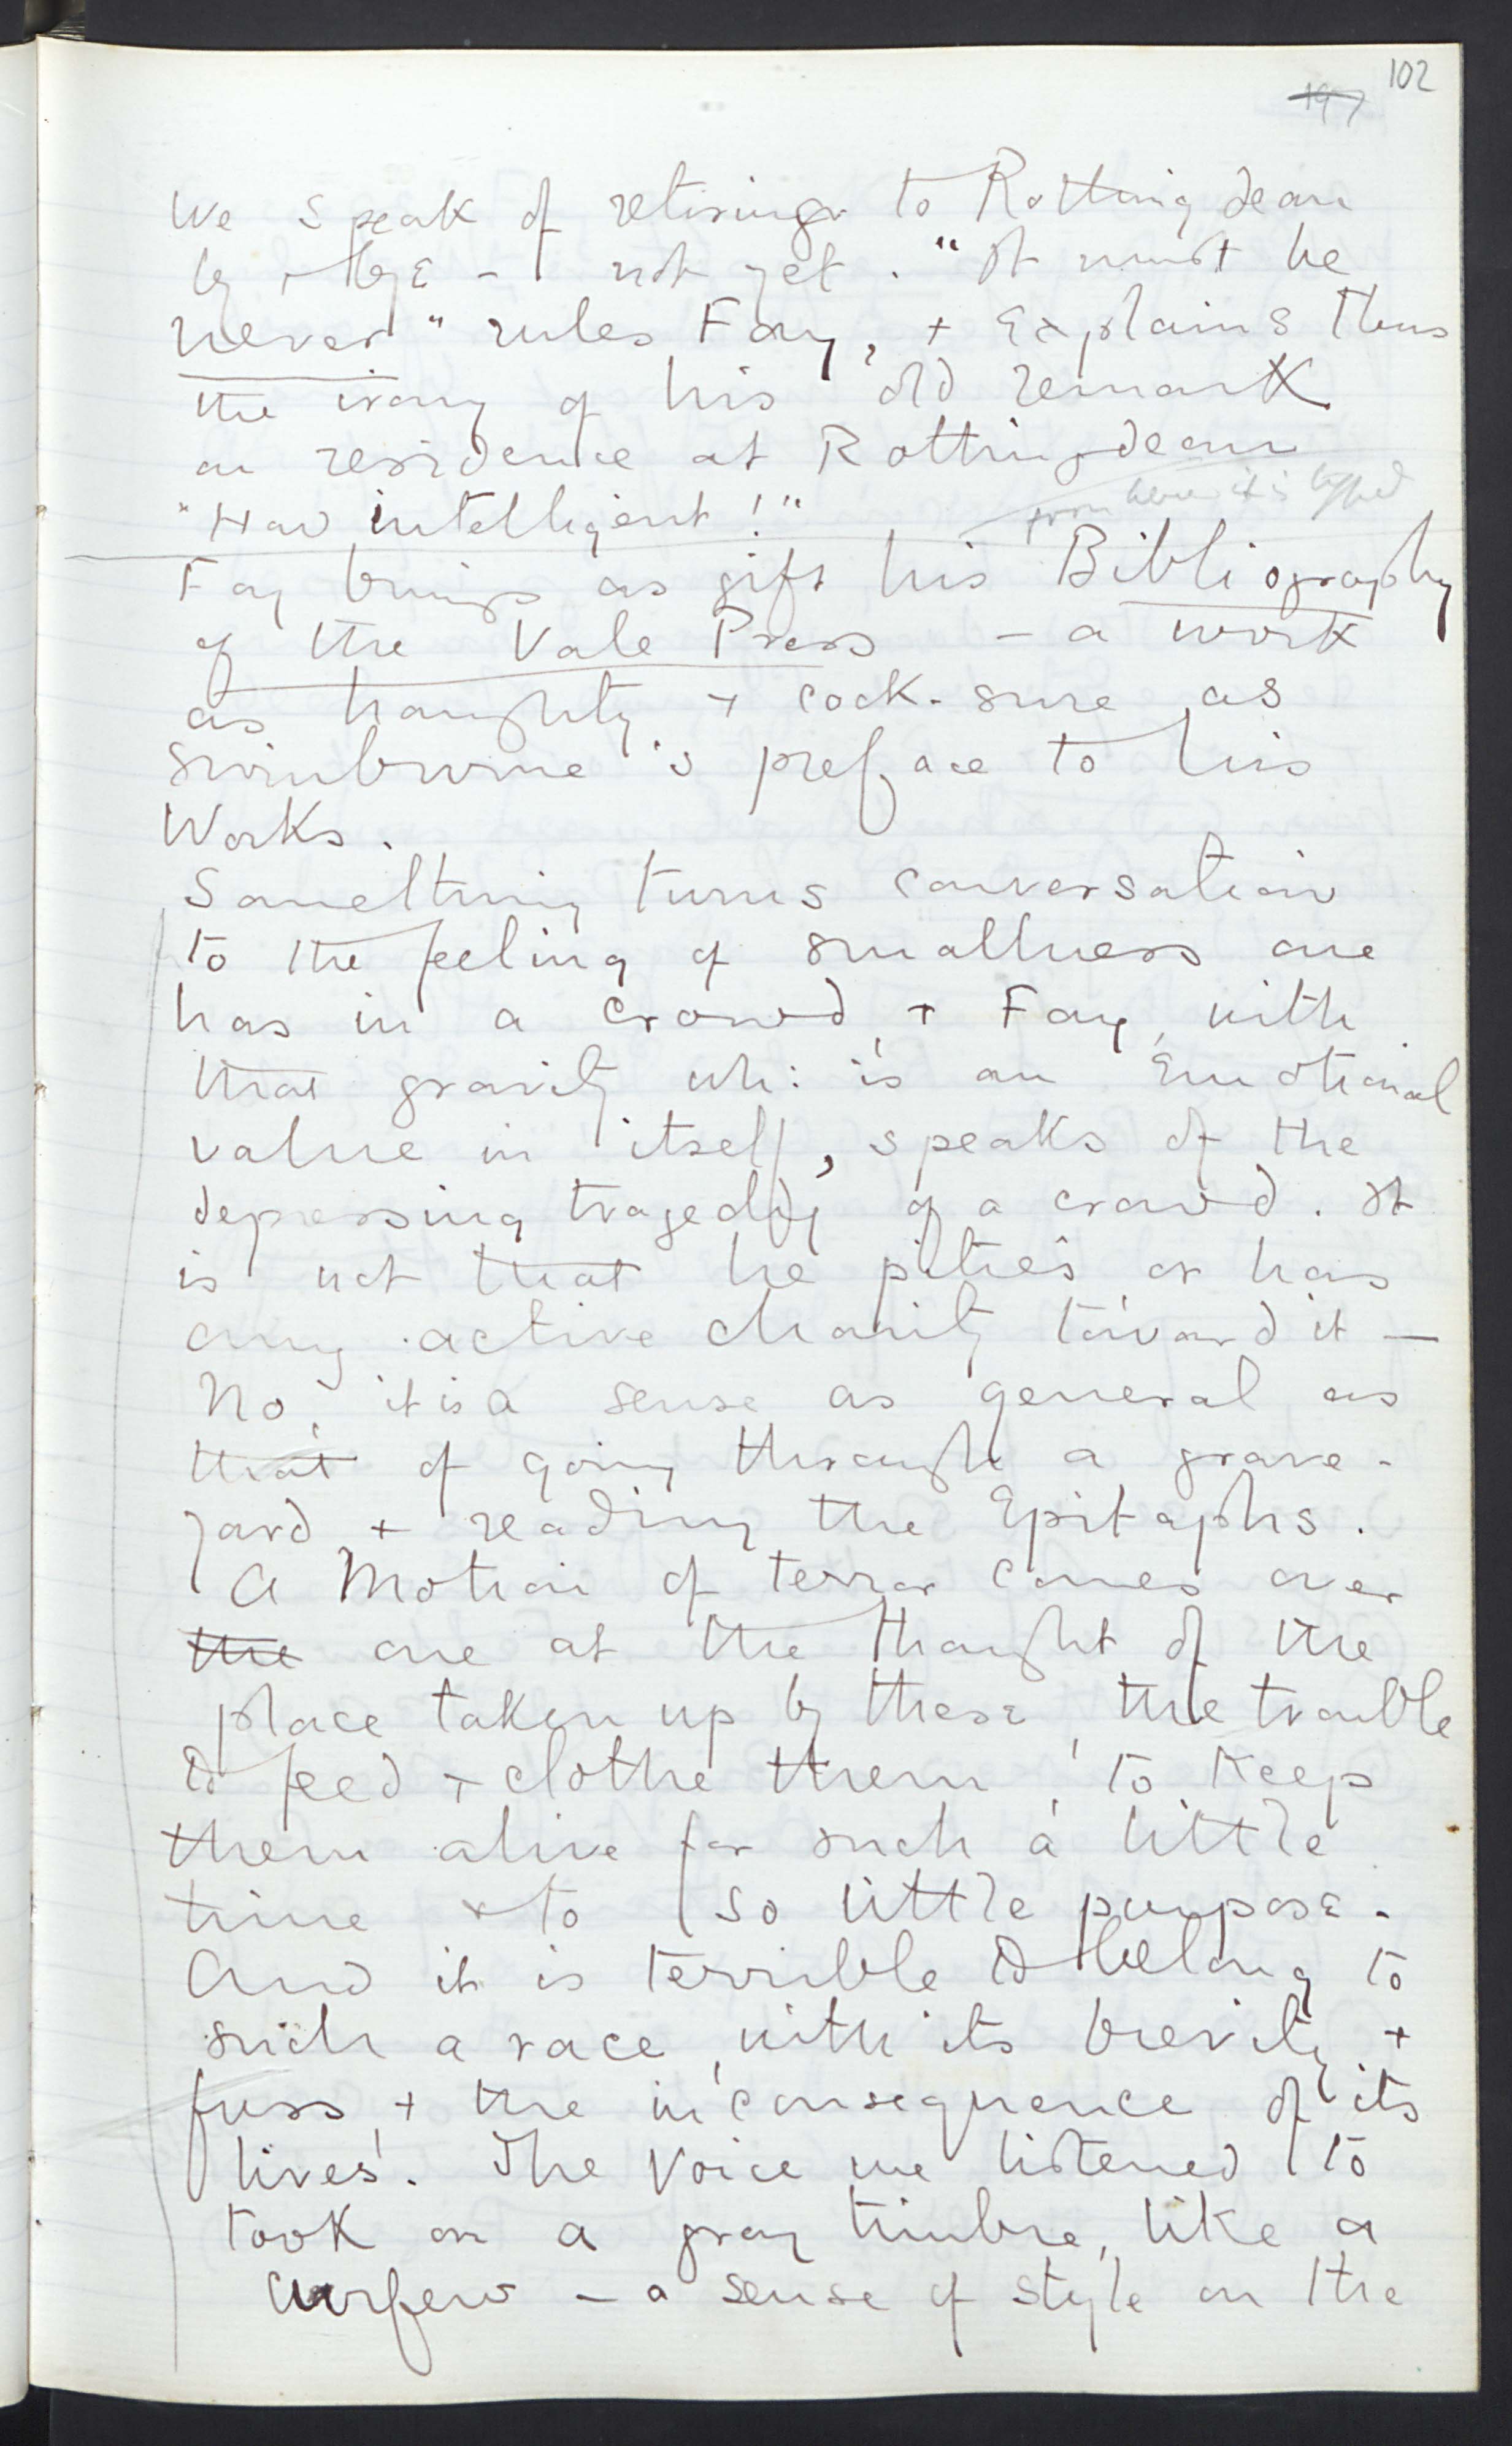 102
197
We speak of retiring to Rottingdean
by + bye - not yet. "It must be
never" rules Fay, + explains thus
the irony of his old remark
on residence at Rottingdean
"How intelligent!"
from here it is typed
Fay brings as gift his Bibliography
of the Vale Press - a work
as haughty + cock-sure as
Swinburne's preface to his
Works.
Something turns conversation
to the feeling of smallness one
has in a crowd, + Fay, with
that gravity wh: is an emotional
value in itself, speaks of the
depressing tragedy of a crowd. It
is not that he pities or has
any active charity toward it —
No, it is a sense as general as
that of going through a grave-
yard + reading the Epitaphs.
A motion of terror comes over
the one at the thought of the
place taken up by these, the trouble
to feed + clothe them, to keep
them alive for such a little
time + to so little purpose.
And it is terrible to belong to
such a race, with its brevity +
fuss, + the inconsequence of its
lives. The voice we listened to
took on a gray timbre, like a
curfew - a sense of style on the